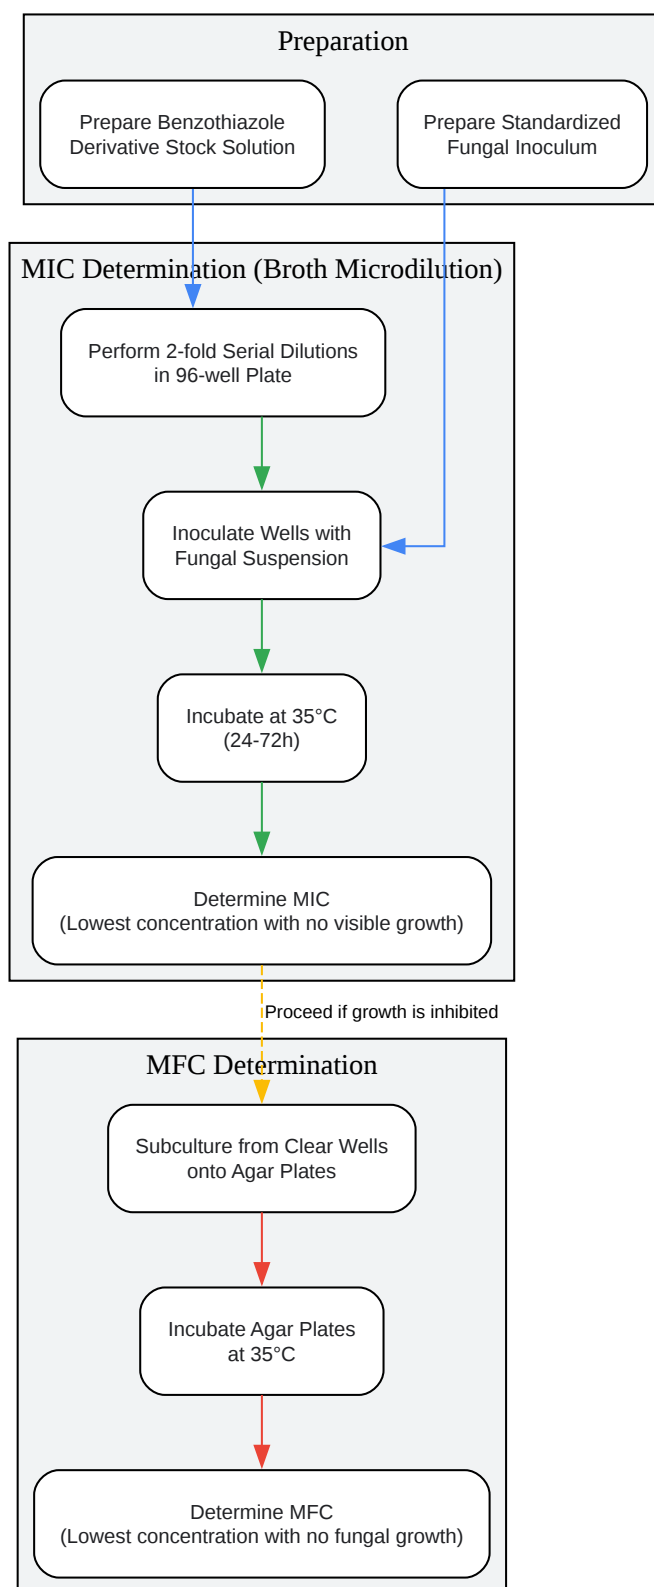 Preparation
Prepare Benzothiazole
Derivative Stock Solution
Prepare Standardized
Fungal Inoculum
MIC Determination (Broth Microdilution)
Perform 2-fold Serial Dilutions
in 96-well Plate
Inoculate Wells with
Fungal Suspension
Incubate at 35°C
(24-72h)
Determine MIC
(Lowest concentration with no visible growth)
Proceed if growth is inhibited
MFC Determination
Subculture from Clear Wells
onto Agar Plates
Incubate Agar Plates
at 35°C
Determine MFC
(Lowest concentration with no fungal growth)